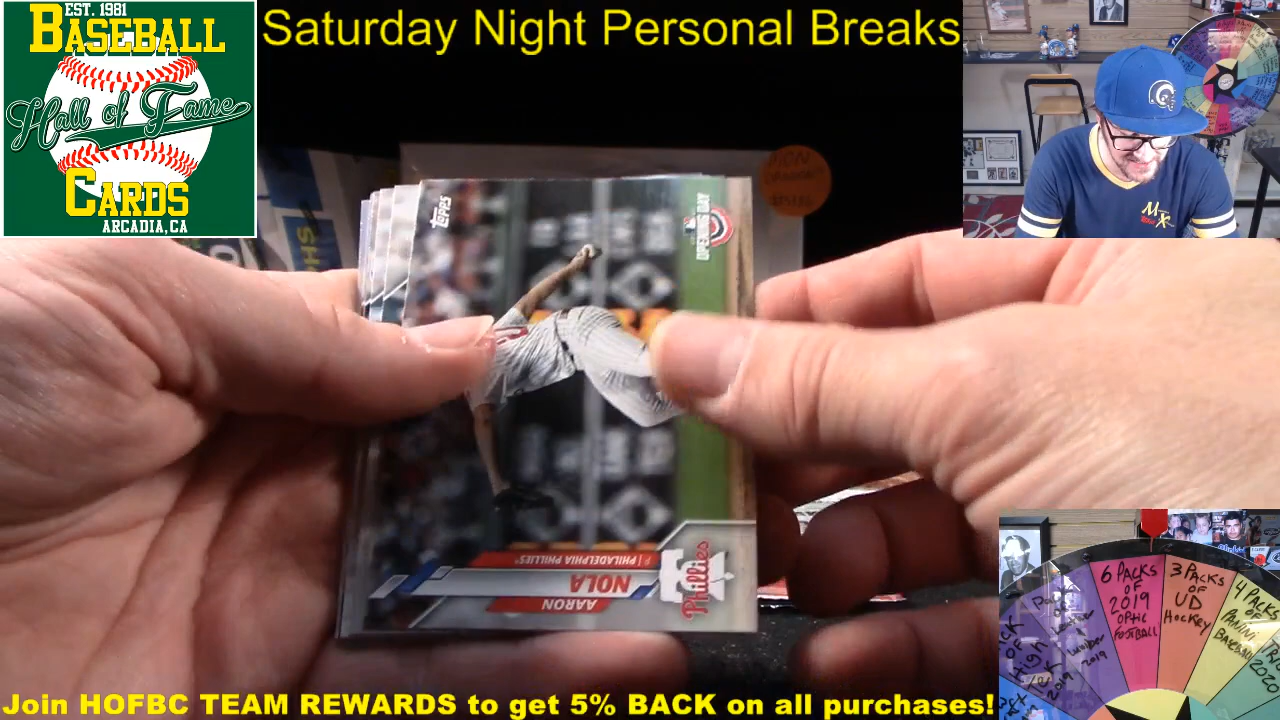 EST. 1981
BASEBALL
Hall of Fame
CARDS
ARCADIA, CA
Saturday Night Personal Breaks
TOPPS
OPENING DAY
P | PHILADELPHIA PHILLIES
AARON
NOLA
Phillies
6 PACKS
OF
2019
OPTIC
FOOTBALL
3 PACKS
OF
UD
HOCKEY
4 PACKS
OF
PANINI
BASEBALL
2020
2019
Join HOFBC TEAM REWARDS to get 5% BACK on all purchases!